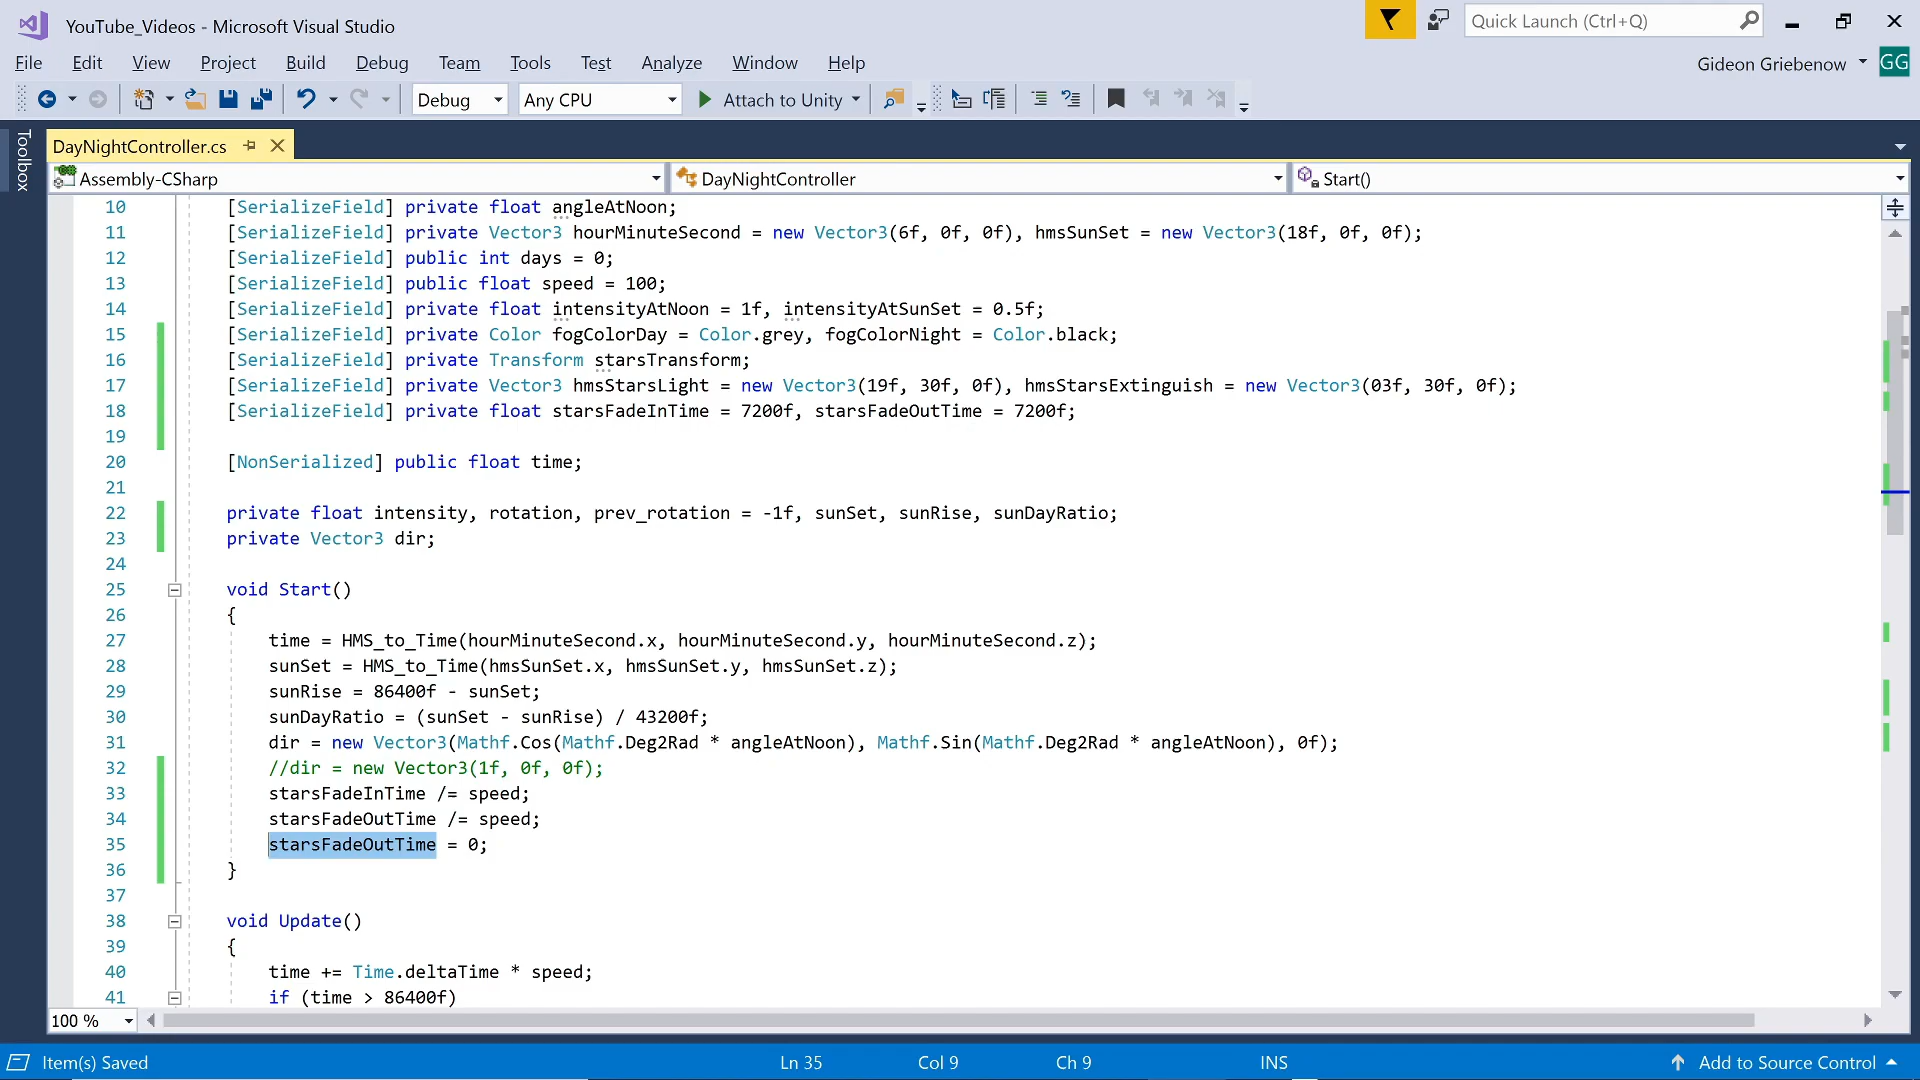 YouTube_Videos - Microsoft Visual Studio
Quick Launch (Ctrl+Q)
File Edit View Project Build Debug Team Tools Test Analyze Window Help
Gideon Griebenow GG
Debug Any CPU Attach to Unity
Toolbox
DayNightController.cs
Assembly-CSharp DayNightController Start()
10 [SerializeField] private float angleAtNoon;
11 [SerializeField] private Vector3 hourMinuteSecond = new Vector3(6f, 0f, 0f), hmsSunSet = new Vector3(18f, 0f, 0f);
12 [SerializeField] public int days = 0;
13 [SerializeField] public float speed = 100;
14 [SerializeField] private float intensityAtNoon = 1f, intensityAtSunSet = 0.5f;
15 [SerializeField] private Color fogColorDay = Color.grey, fogColorNight = Color.black;
16 [SerializeField] private Transform starsTransform;
17 [SerializeField] private Vector3 hmsStarsLight = new Vector3(19f, 30f, 0f), hmsStarsExtinguish = new Vector3(03f, 30f, 0f);
18 [SerializeField] private float starsFadeInTime = 7200f, starsFadeOutTime = 7200f;
19
20 [NonSerialized] public float time;
21
22 private float intensity, rotation, prev_rotation = -1f, sunSet, sunRise, sunDayRatio;
23 private Vector3 dir;
24
25 void Start()
26 {
27 time = HMS_to_Time(hourMinuteSecond.x, hourMinuteSecond.y, hourMinuteSecond.z);
28 sunSet = HMS_to_Time(hmsSunSet.x, hmsSunSet.y, hmsSunSet.z);
29 sunRise = 86400f - sunSet;
30 sunDayRatio = (sunSet - sunRise) / 43200f;
31 dir = new Vector3(Mathf.Cos(Mathf.Deg2Rad * angleAtNoon), Mathf.Sin(Mathf.Deg2Rad * angleAtNoon), 0f);
32 //dir = new Vector3(1f, 0f, 0f);
33 starsFadeInTime /= speed;
34 starsFadeOutTime /= speed;
35 starsFadeOutTime = 0;
36 }
37
38 void Update()
39 {
40 time += Time.deltaTime * speed;
41 if (time > 86400f)
100 %
Item(s) Saved Ln 35 Col 9 Ch 9 INS Add to Source Control